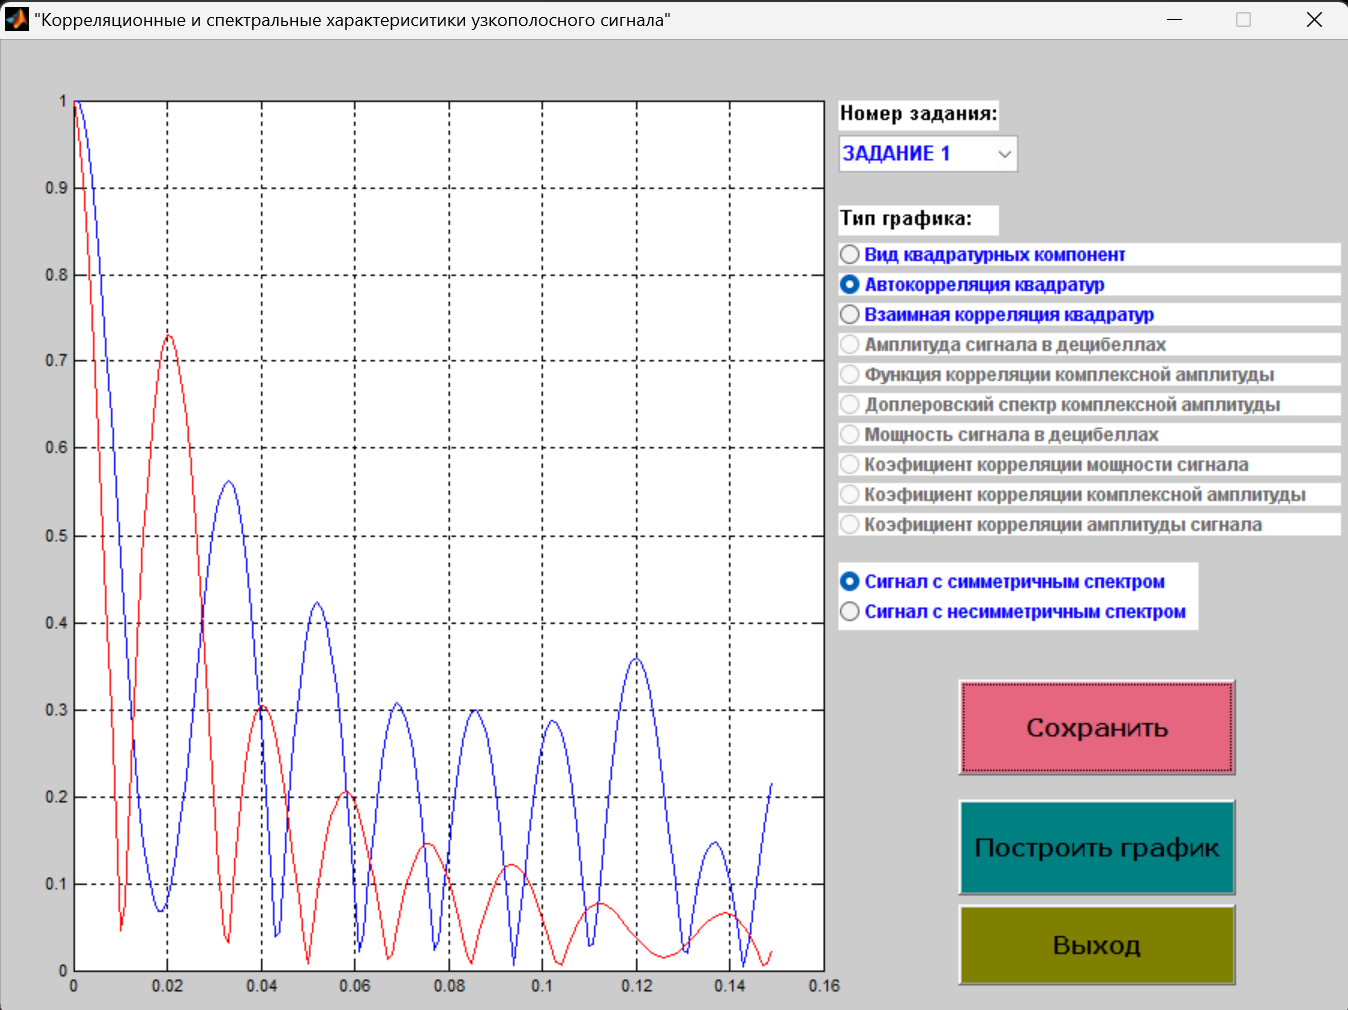 "Корреляционные и спектральные характериситики узкополосного сигнала"
1
0.9
0.8
0.7
0.6
0.5
0.4
0.3
0.2
0.1
0
0 0.02 0.04 0.06 0.08 0.1 0.12 0.14 0.16
Номер задания:
ЗАДАНИЕ 1
Тип графика:
Вид квадратурных компонент
Автокорреляция квадратур
Взаимная корреляция квадратур
Амплитуда сигнала в децибеллах
Функция корреляции комплексной амплитуды
Доплеровский спектр комплексной амплитуды
Мощность сигнала в децибеллах
Коэфициент корреляции мощности сигнала
Коэфициент корреляции комплексной амплитуды
Коэфициент корреляции амплитуды сигнала
Сигнал с симметричным спектром
Сигнал с несимметричным спектром
Сохранить
Построить график
Выход